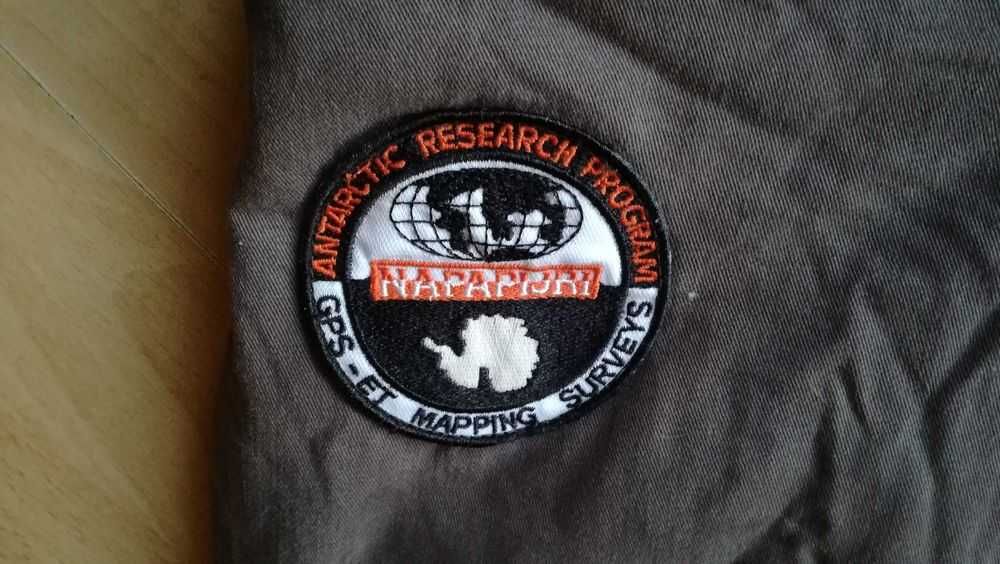 ANTARCTIC RESEARCH PROGRAM
NAPAPIJRI
GPS-ET MAPPING SURVEYS